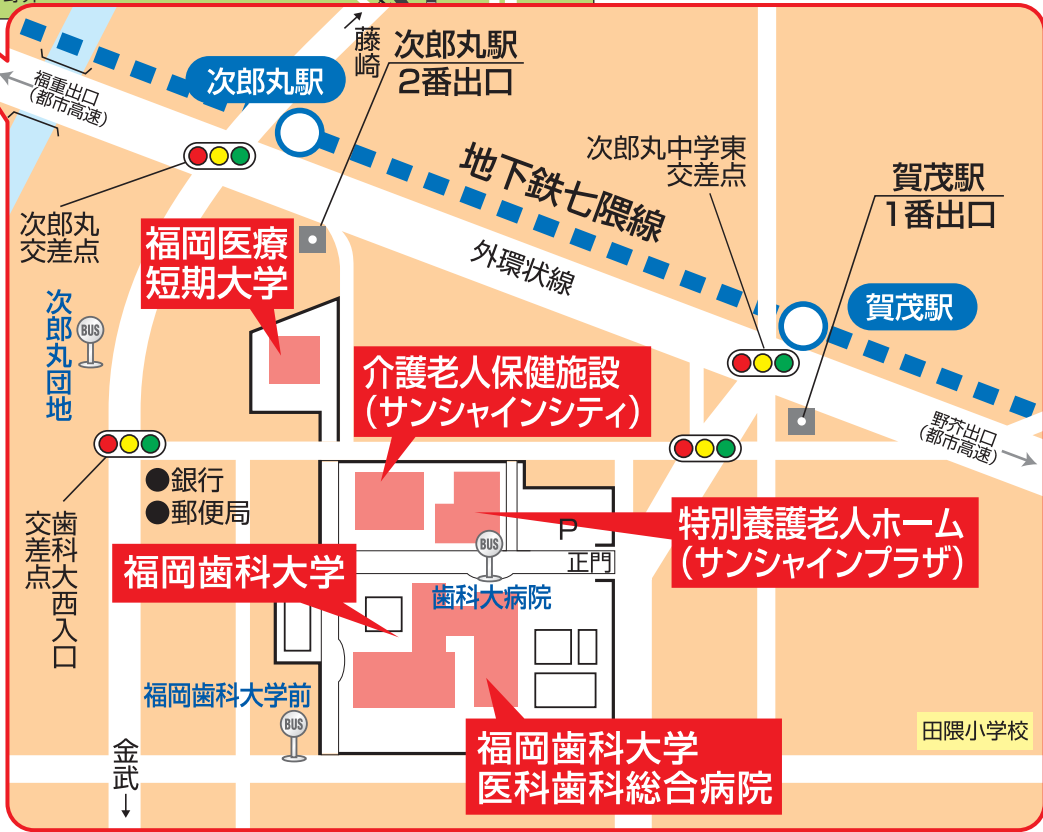 藤崎
次郎丸駅
2番出口
次郎丸駅
福重出口
(都市高速)
次郎丸中学東
交差点
地下鉄七隈線
賀茂駅
1番出口
次郎丸
交差点
福岡医療
短期大学
外環状線
賀茂駅
次郎丸団地
BUS
介護老人保健施設
(サンシャインシティ)
野芥出口
(都市高速)
●銀行
●郵便局
歯科大西入口
交差点
特別養護老人ホーム
(サンシャインプラザ)
P
正門
BUS
福岡歯科大学
歯科大病院
福岡歯科大学前
BUS
田隈小学校
福岡歯科大学
医科歯科総合病院
金武